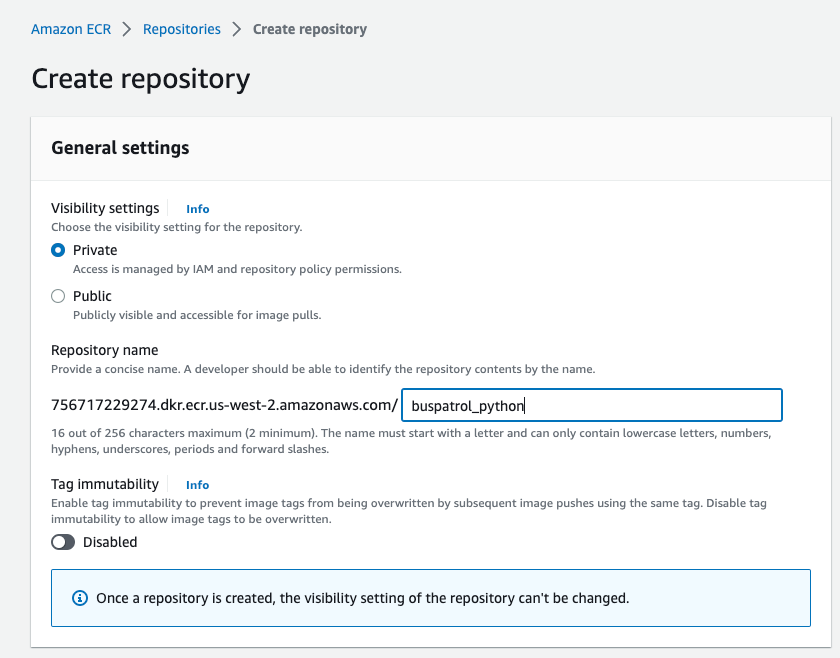 Amazon ECR > Repositories > Create repository
Create repository
General settings
Visibility settings Info
Choose the visibility setting for the repository.
Private
Access is managed by IAM and repository policy permissions.
Public
Publicly visible and accessible for image pulls.
Repository name
Provide a concise name. A developer should be able to identify the repository contents by the name.
756717229274.dkr.ecr.us-west-2.amazonaws.com/ buspatrol_python
16 out of 256 characters maximum (2 minimum). The name must start with a letter and can only contain lowercase letters, numbers,
hyphens, underscores, periods and forward slashes.
Tag immutability Info
Enable tag immutability to prevent image tags from being overwritten by subsequent image pushes using the same tag. Disable tag
immutability to allow image tags to be overwritten.
Disabled
Once a repository is created, the visibility setting of the repository can't be changed.